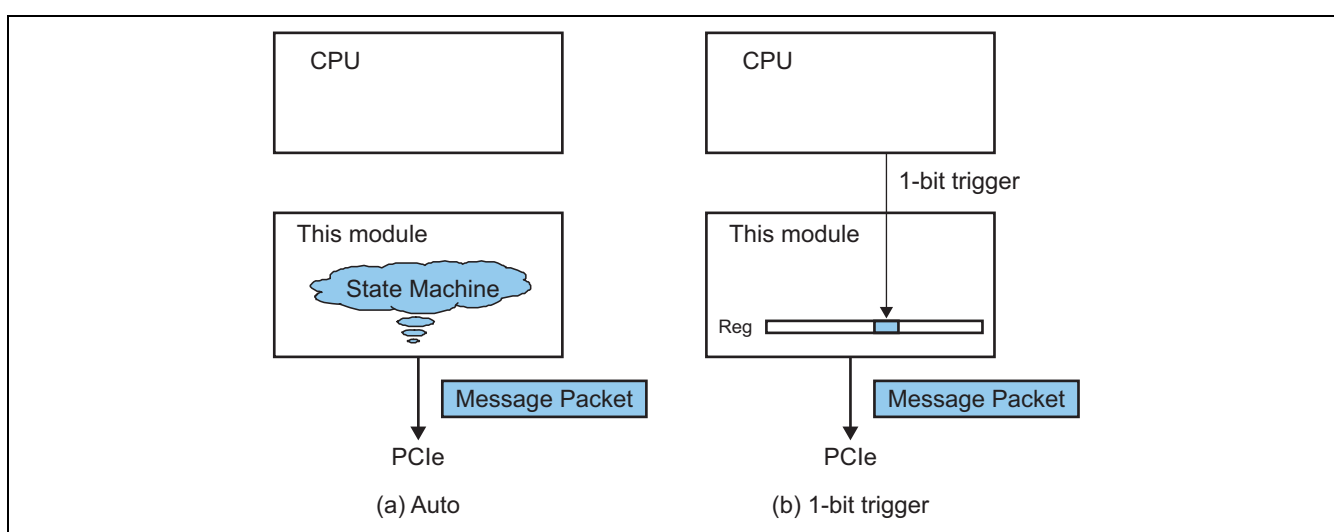 CPU
This module
State Machine
Message Packet
PCIe
(a) Auto
CPU
1-bit trigger
This module
Reg
Message Packet
PCIe
(b) 1-bit trigger